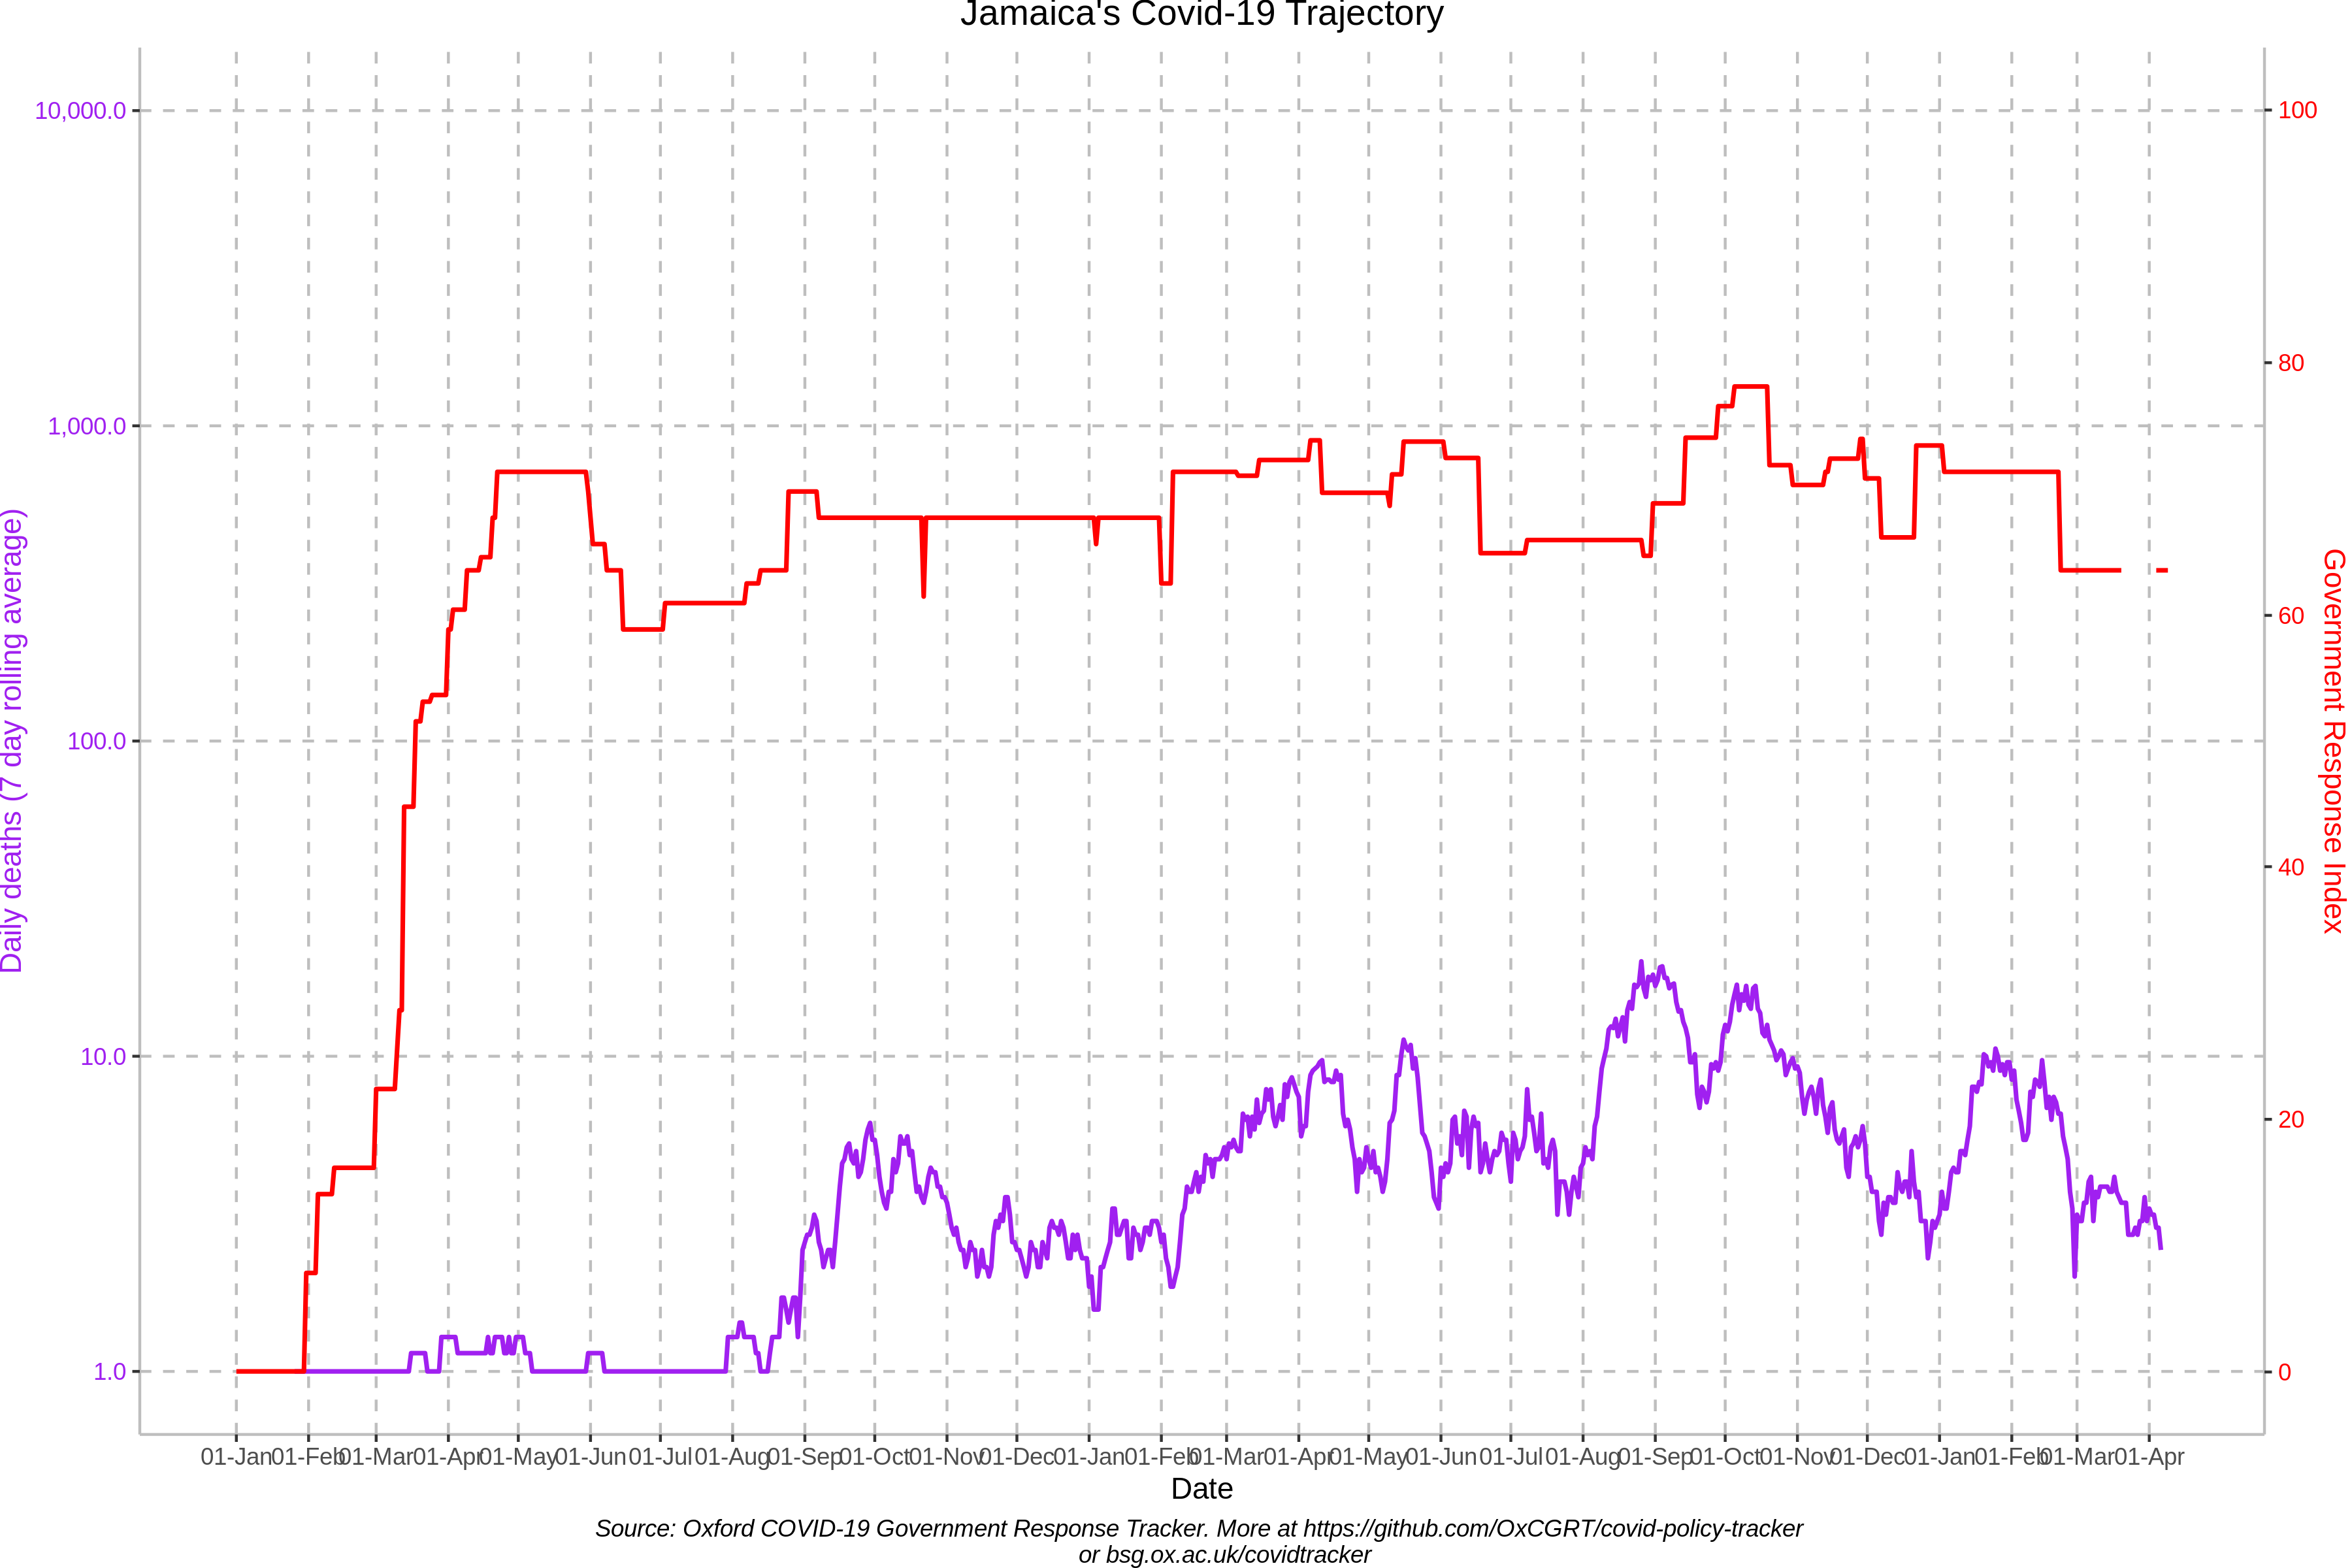 Jamaica's Covid-19 Trajectory
10,000.0
1,000.0
100.0
10.0
1.0
Daily deaths (7 day rolling average)
100
80
60
40
20
0
Government Response Index
01-Jan 01-Feb 01-Mar 01-Apr 01-May 01-Jun 01-Jul 01-Aug 01-Sep 01-Oct 01-Nov 01-Dec 01-Jan 01-Feb 01-Mar 01-Apr 01-May 01-Jun 01-Jul 01-Aug 01-Sep 01-Oct 01-Nov 01-Dec 01-Jan 01-Feb 01-Mar 01-Apr
Date
Source: Oxford COVID-19 Government Response Tracker. More at https://github.com/OxCGRT/covid-policy-tracker
or bsg.ox.ac.uk/covidtracker